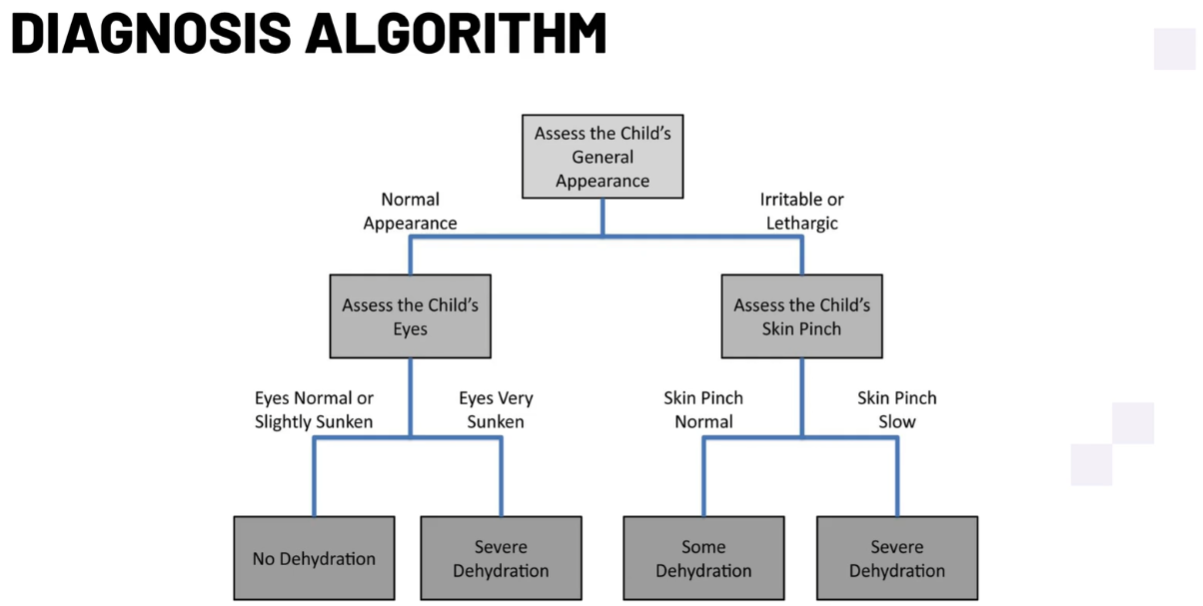 DIAGNOSIS ALGORITHM
Assess the Child’s
General
Appearance
Normal
Appearance
Irritable or
Lethargic
Assess the Child’s
Eyes
Assess the Child’s
Skin Pinch
Eyes Normal or
Slightly Sunken
Eyes Very
Sunken
Skin Pinch
Normal
Skin Pinch
Slow
No Dehydration
Severe
Dehydration
Some
Dehydration
Severe
Dehydration